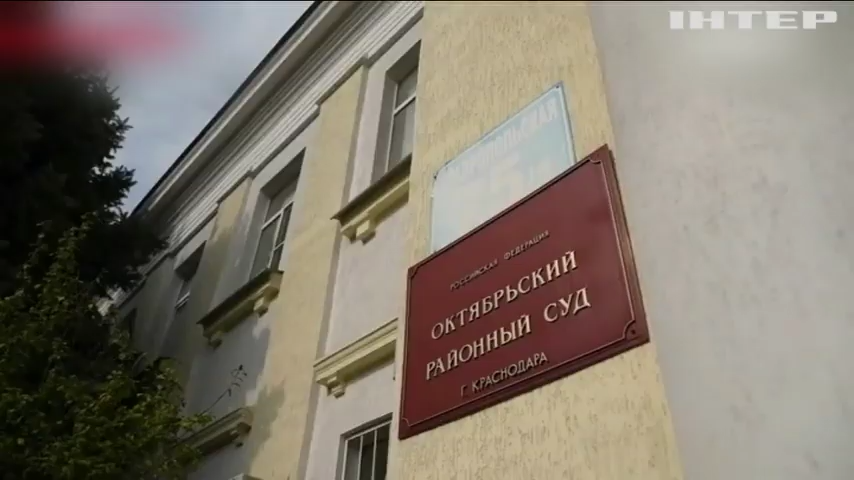 ІНТЕР
РОССИЙСКАЯ ФЕДЕРАЦИЯ
ОКТЯБРЬСКИЙ
РАЙОННЫЙ СУД
Г. КРАСНОДАРА